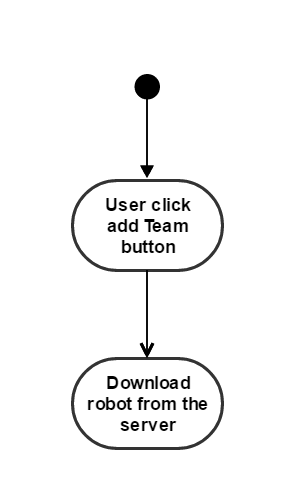 User click
add Team
button
Download
robot from the
server